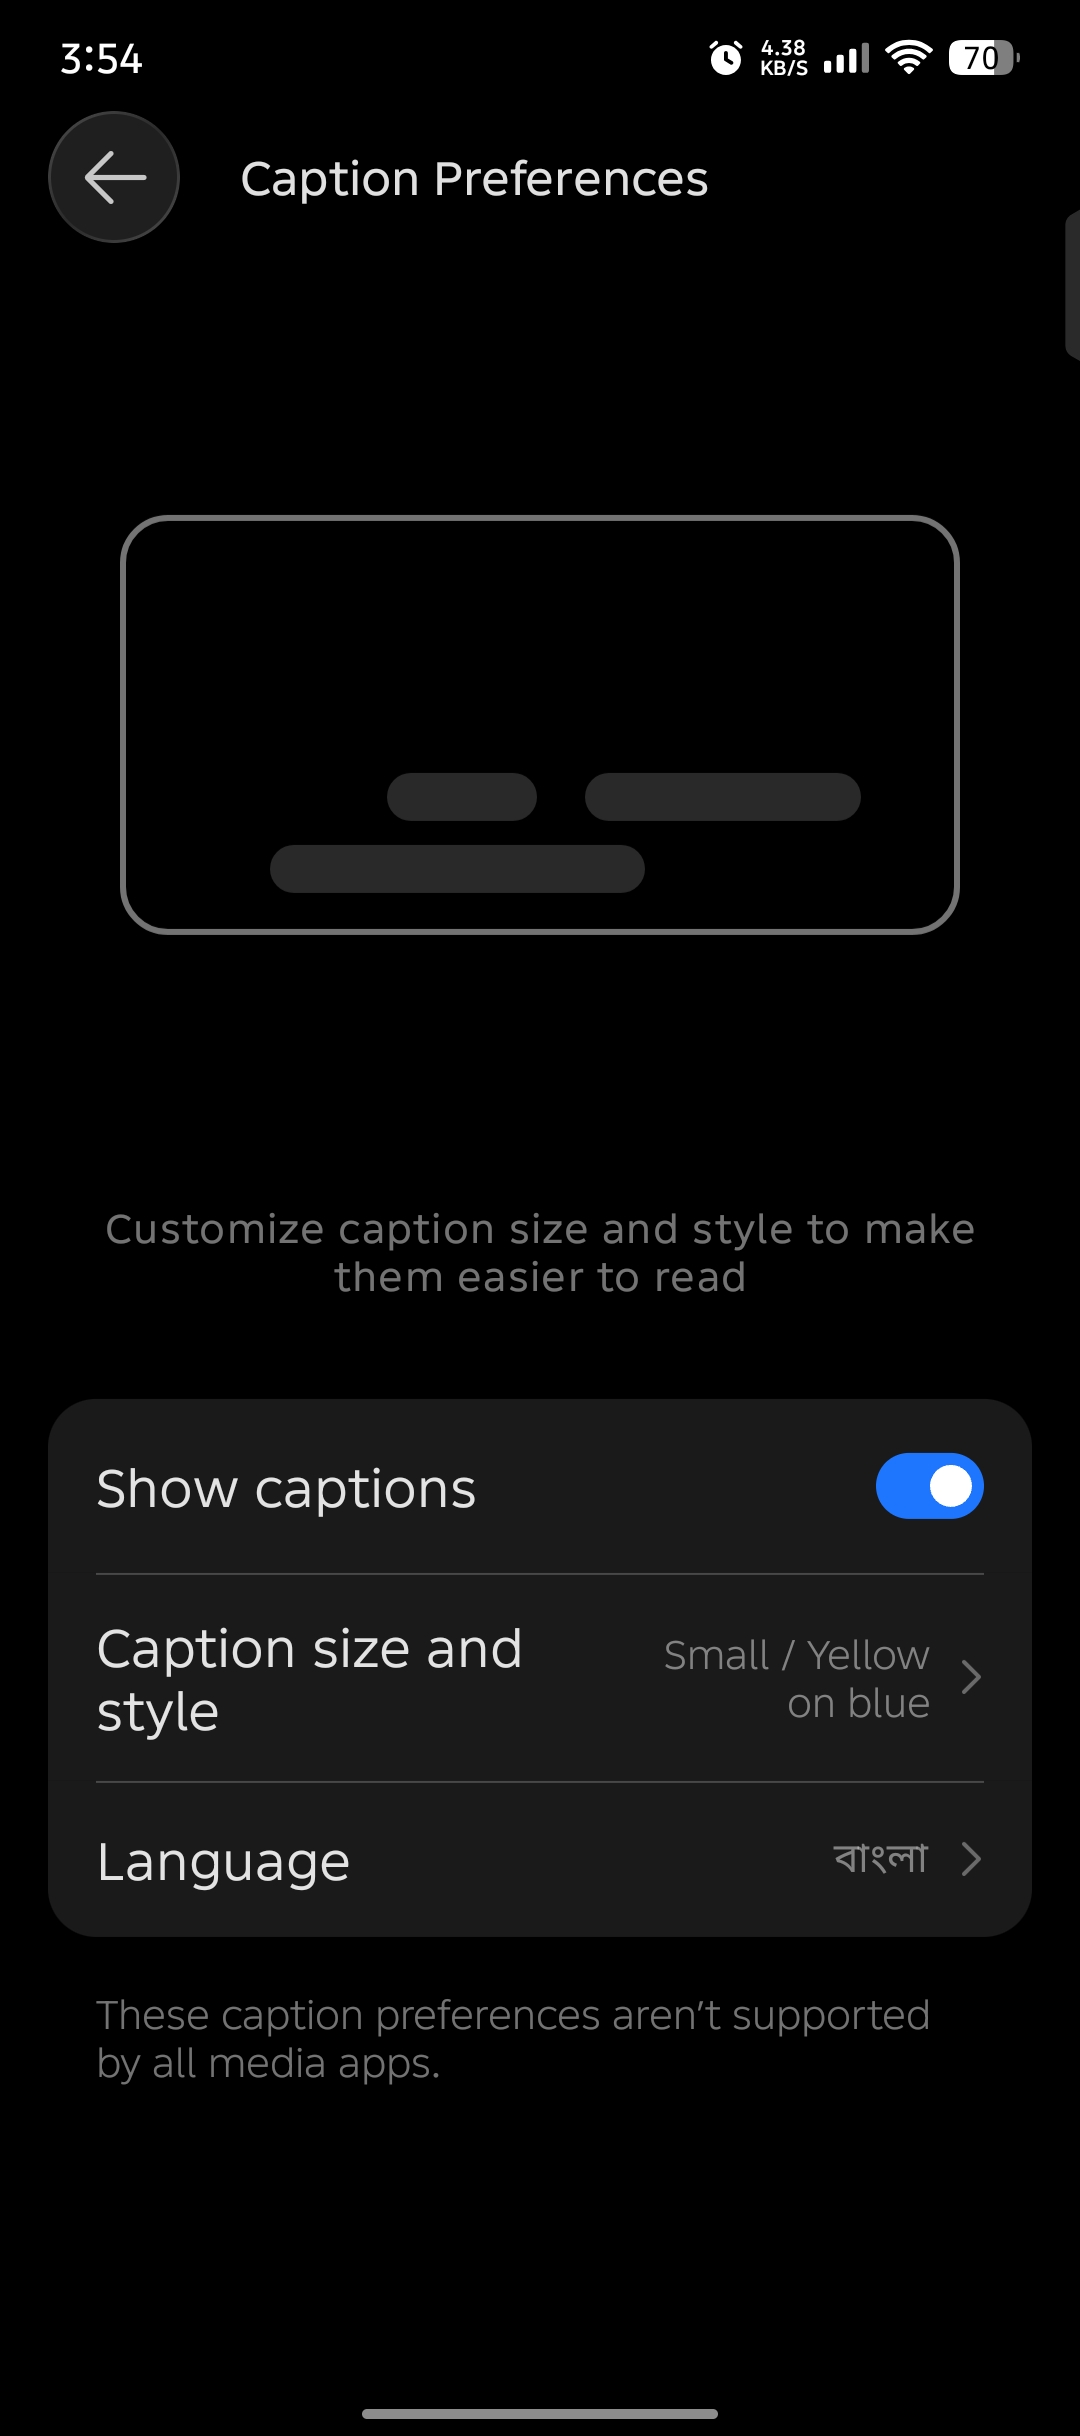 3:54
4.38
KB/S
70
Caption Preferences
Customize caption size and style to make
them easier to read
Show captions
Caption size and
style
Small / Yellow
on blue
Language
বাংলা
These caption preferences aren’t supported
by all media apps.